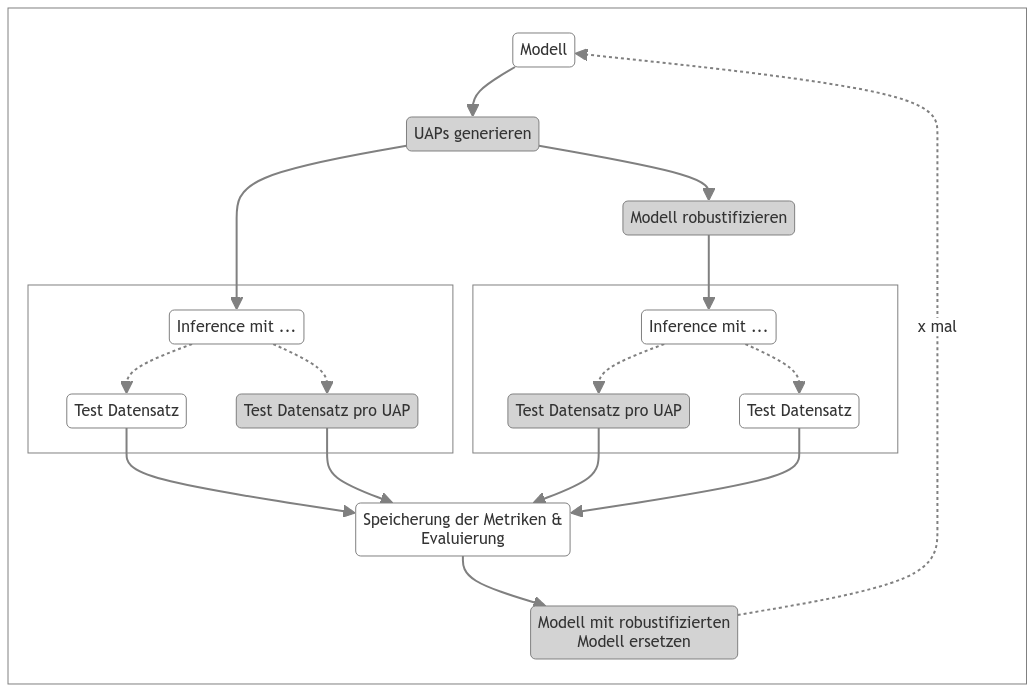 Modell
UAPs generieren
Modell robustifizieren
Inference mit ...
Inference mit ...
x mal
Test Datensatz
Test Datensatz pro UAP
Test Datensatz pro UAP
Test Datensatz
Speicherung der Metriken &
Evaluierung
Modell mit robustifizierten
Modell ersetzen